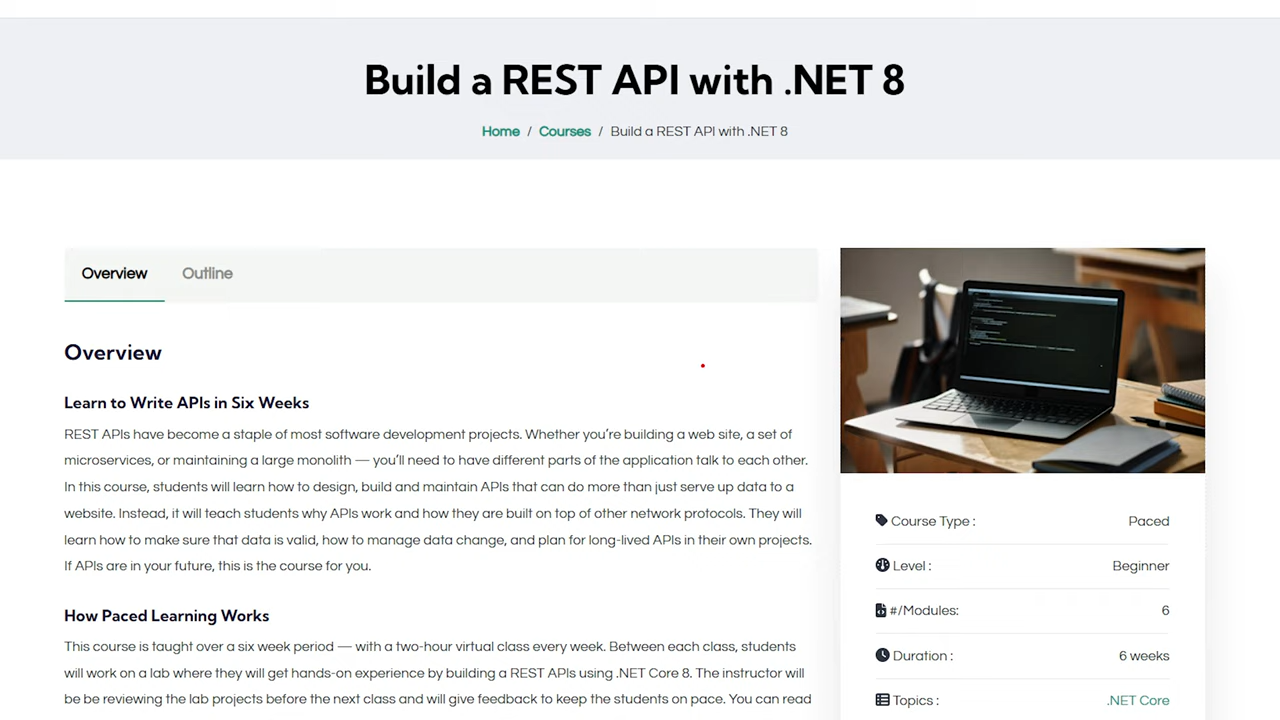 Build a REST API with .NET 8
Home / Courses / Build a REST API with .NET 8
Overview
Outline
Overview
Learn to Write APIs in Six Weeks
REST APIs have become a staple of most software development projects. Whether you're building a web site, a set of
microservices, or maintaining a large monolith — you'll need to have different parts of the application talk to each other.
In this course, students will learn how to design, build and maintain APIs that can do more than just serve up data to a
website. Instead, it will teach students why APIs work and how they are built on top of other network protocols. They will
learn how to make sure that data is valid, how to manage data change, and plan for long-lived APIs in their own projects.
If APIs are in your future, this is the course for you.
How Paced Learning Works
This course is taught over a six week period — with a two-hour virtual class every week. Between each class, students
will work on a lab where they will get hands-on experience by building a REST APIs using .NET Core 8. The instructor will
be be reviewing the lab projects before the next class and will give feedback to keep the students on pace. You can read
Course Type : Paced
Level : Beginner
#/Modules: 6
Duration : 6 weeks
Topics : .NET Core